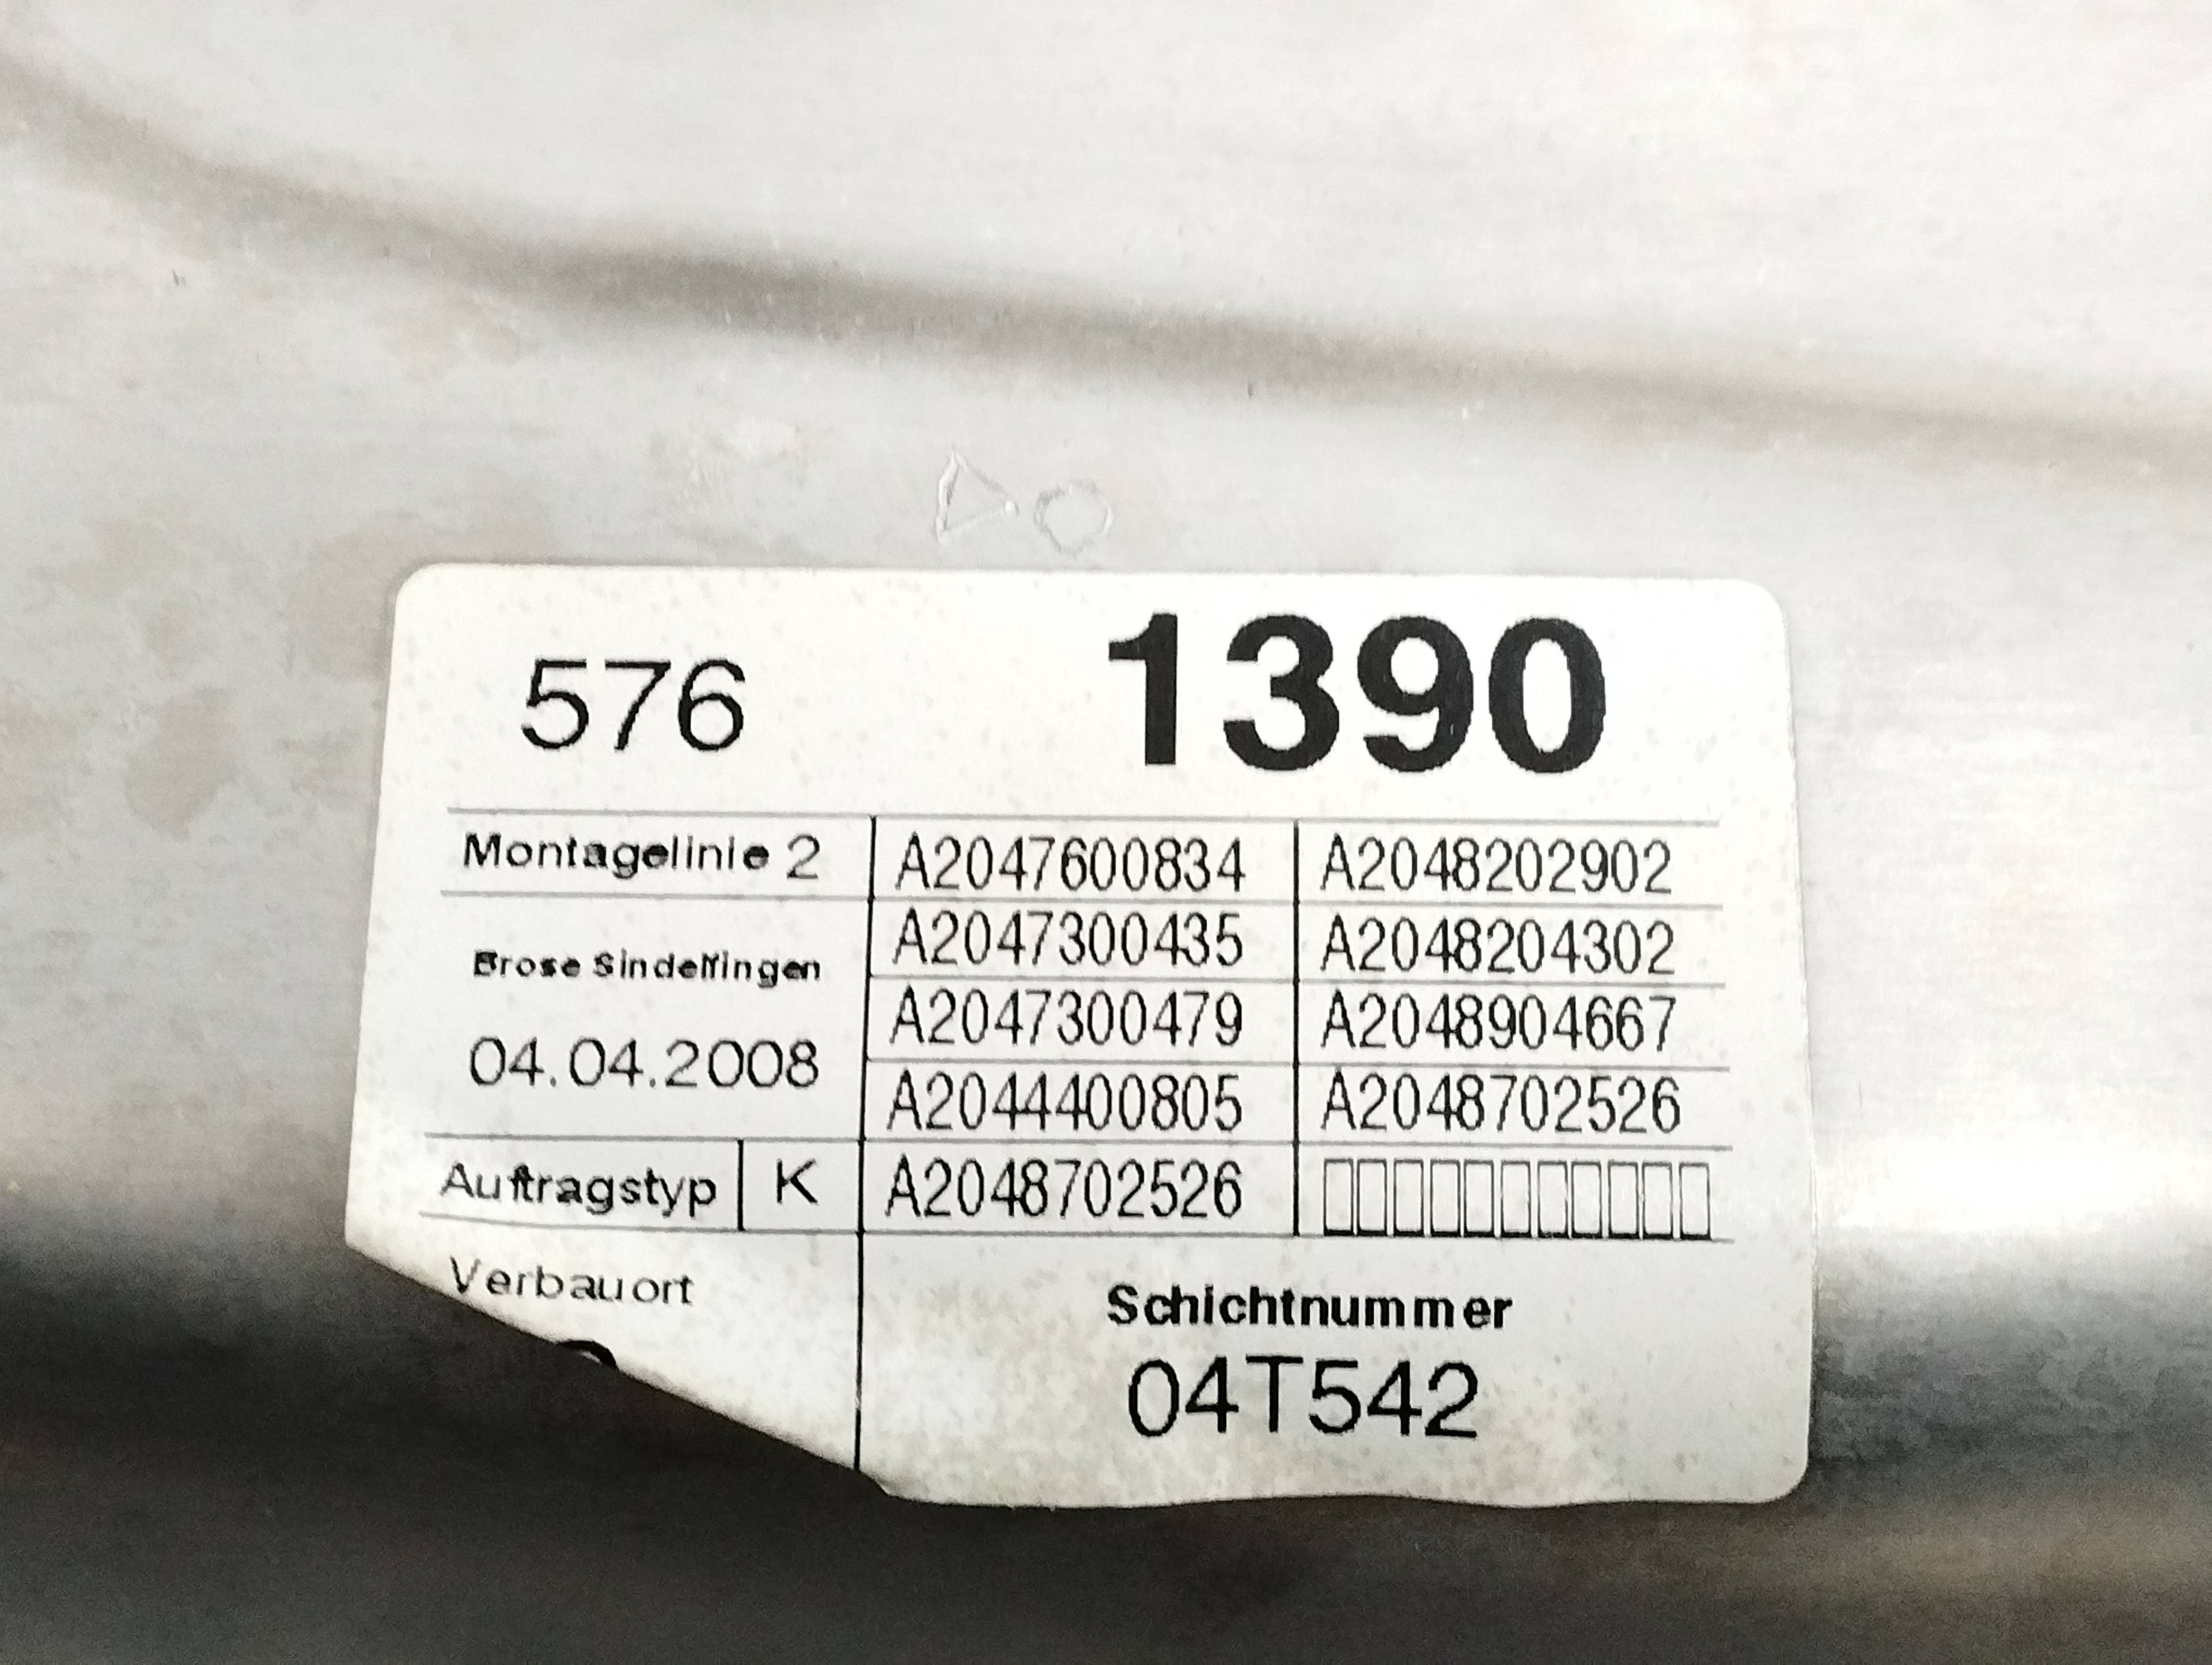 576 1390
Montagelinie 2 A2047600834 A2048202902
A2047300435 A2048204302
Brose Sindelfingen
A2047300479 A2048904667
04.04.2008
A2044400805 A2048702526
Auftragstyp K A2048702526
Verbauort
Schichtnummer
04T542